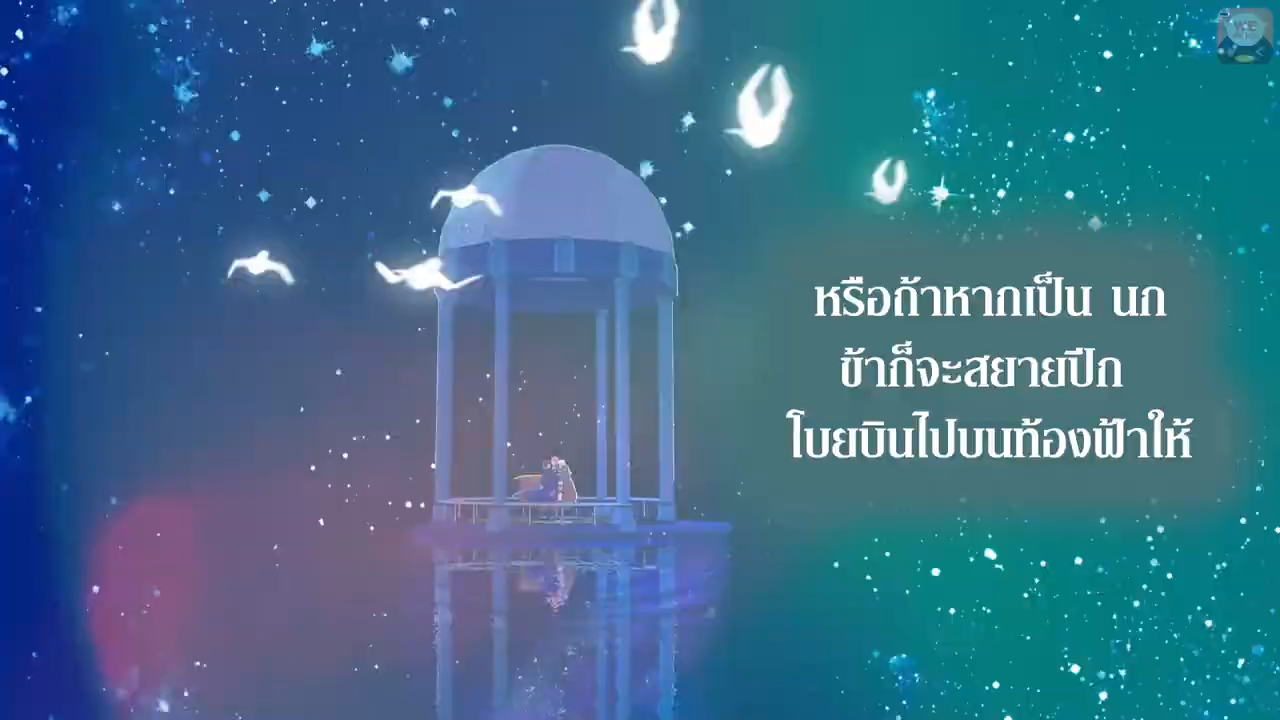 หรือถ้าหากเป็น นก
ข้าก็จะสยายปีก
โบยบินไปบนท้องฟ้าให้